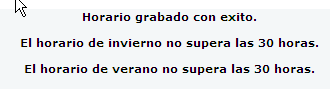 Horario grabado con exito.
El horario de invierno no supera las 30 horas.
El horario de verano no supera las 30 horas.